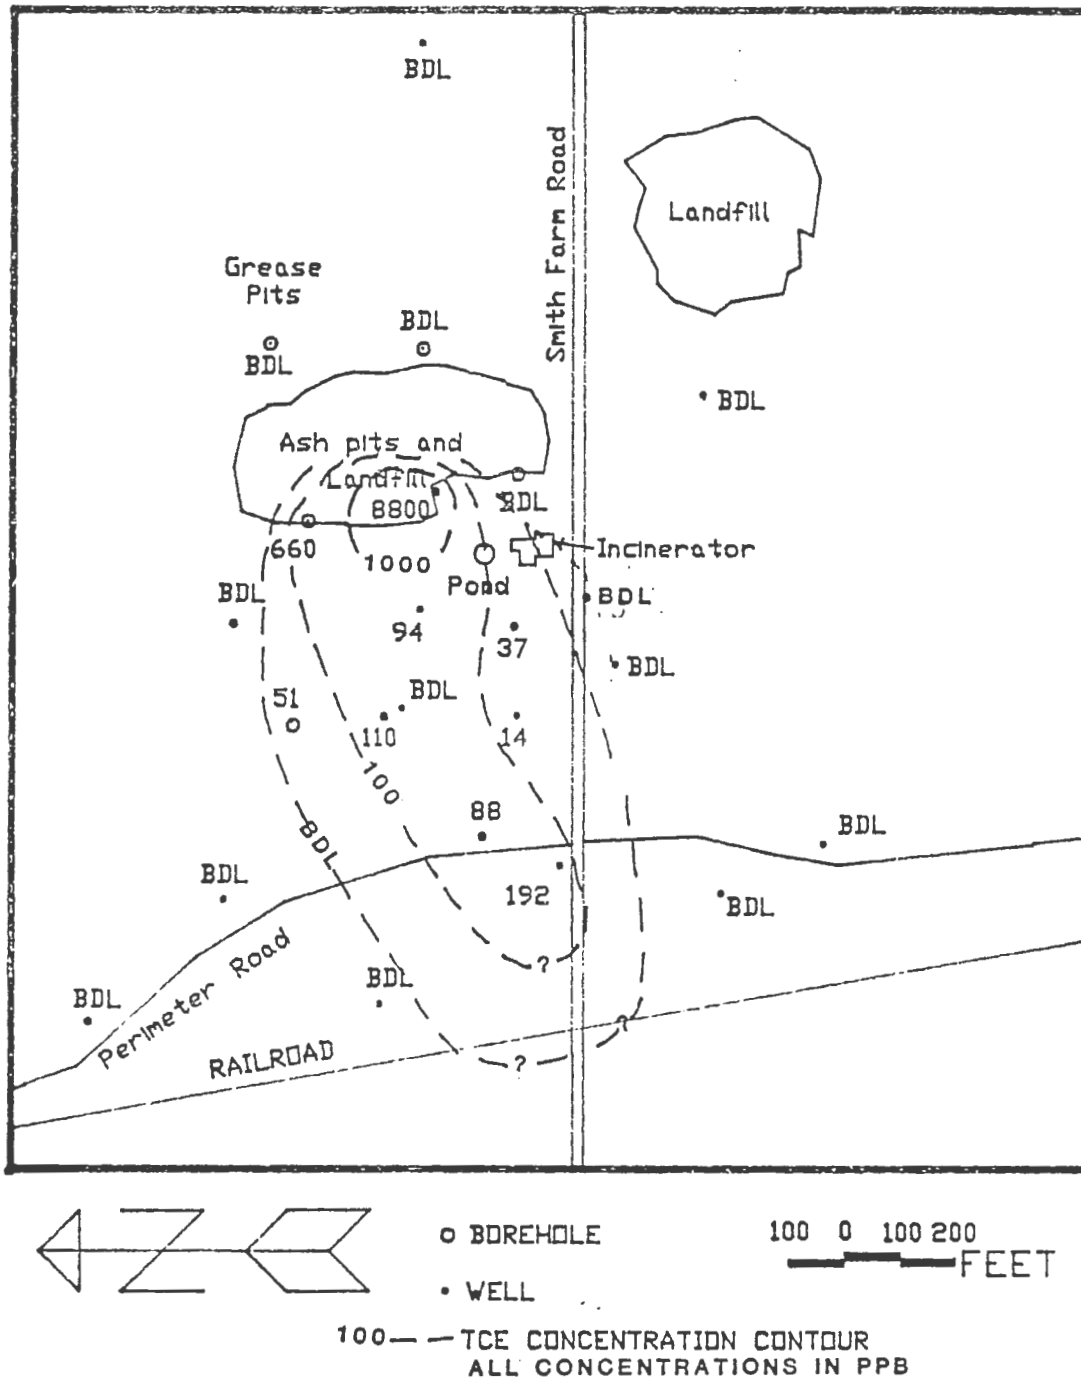 BDL
Smith Farm Road
Landfill
Grease
Pits
BDL
BDL
BDL
Ash pits and
Landfill
8800
BDL
660
1000
Incinerator
Pond
BDL
BDL
94
37
BDL
51
BDL
110
14
100
88
BDL
BDL
BDL
192
BDL
?
Perimeter Road
BDL
BDL
?
RAILROAD
?
N
BOREHOLE
100 0 100 200
FEET
WELL
100 TCE CONCENTRATION CONTOUR
ALL CONCENTRATIONS IN PPB